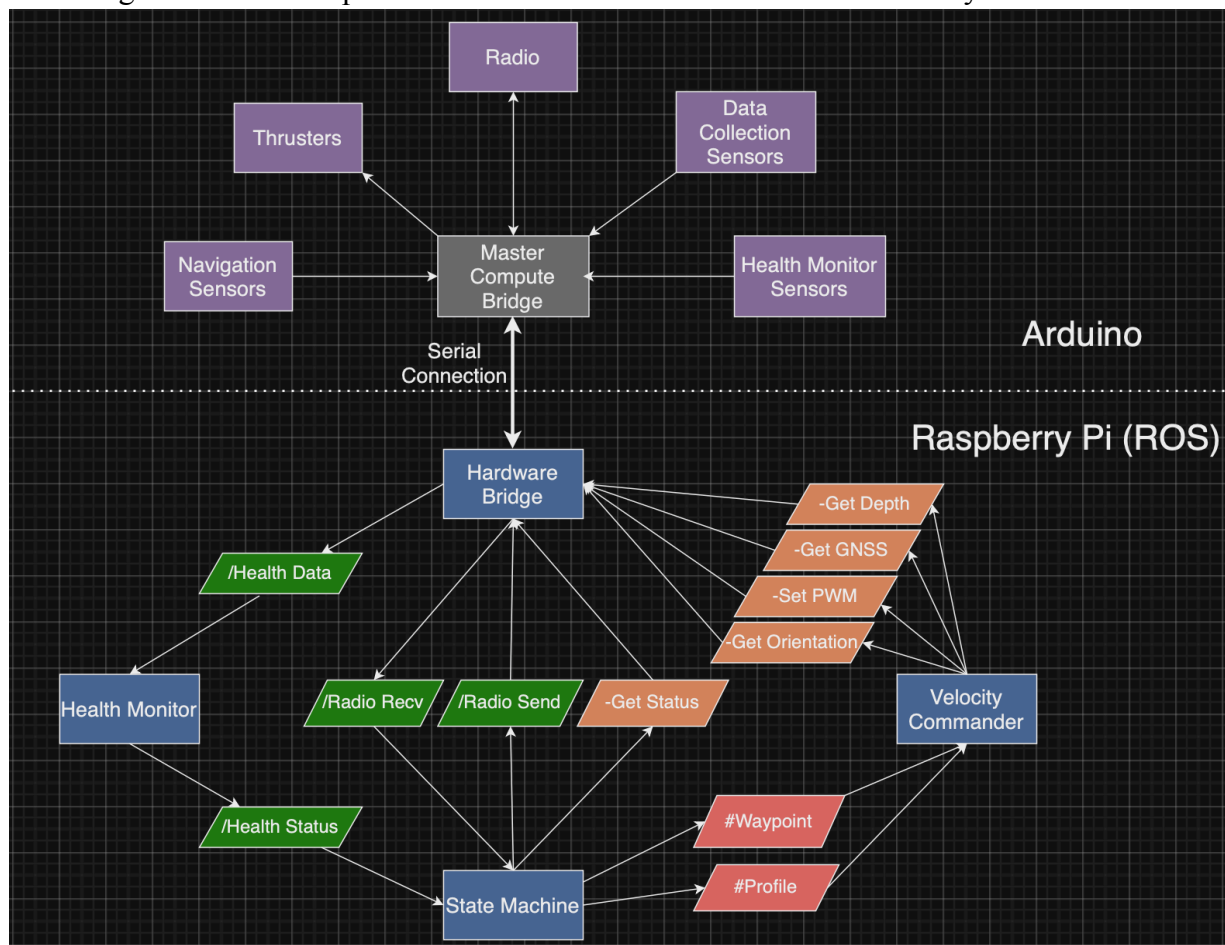 Radio
Thrusters
Data
Collection
Sensors
Navigation
Sensors
Master
Compute
Bridge
Health Monitor
Sensors
Arduino
Serial
Connection
Raspberry Pi (ROS)
Hardware
Bridge
-Get Depth
-Get GNSS
/Health Data
-Set PWM
-Get Orientation
Health Monitor
/Radio Recv
/Radio Send
-Get Status
Velocity
Commander
/Health Status
#Waypoint
#Profile
State Machine